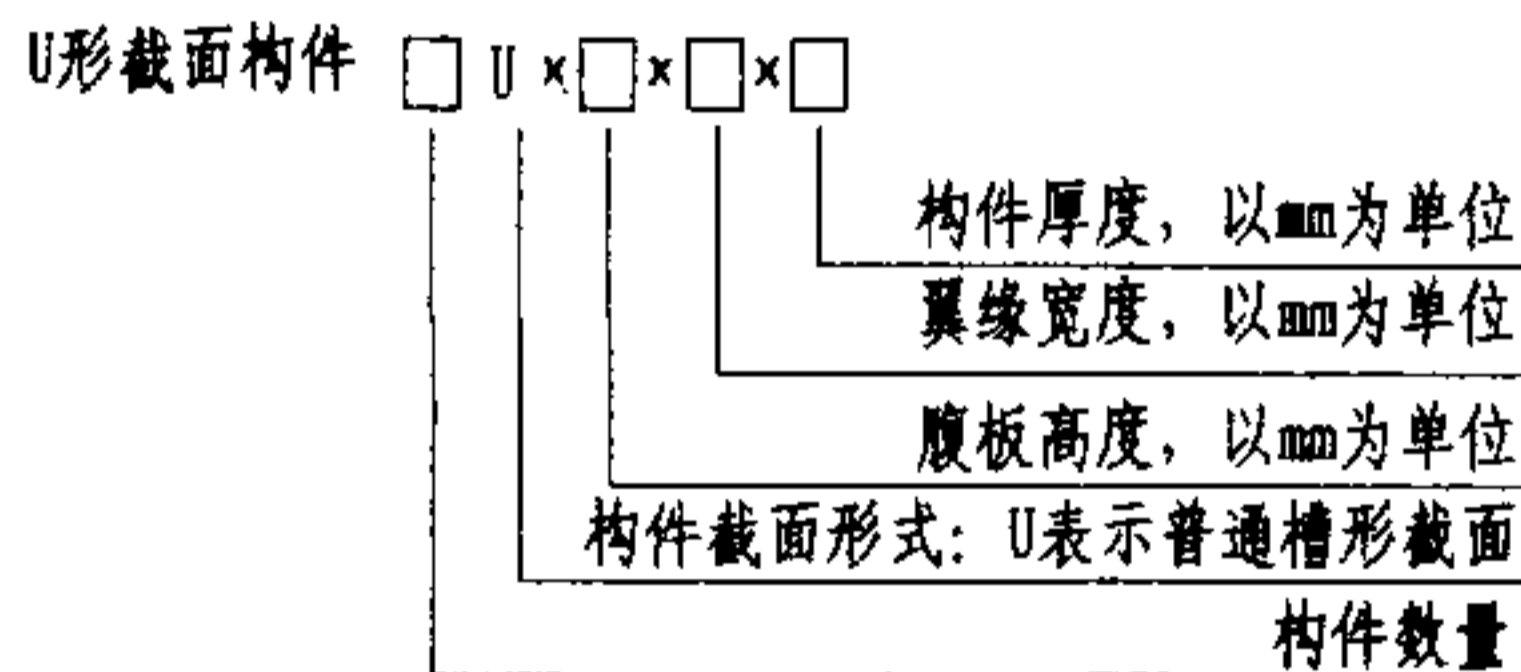 U形截面构件 □ U × □ × □ × □
构件厚度，以mm为单位
翼缘宽度，以mm为单位
腹板高度，以mm为单位
构件截面形式：U表示普通槽形截面
构件数量